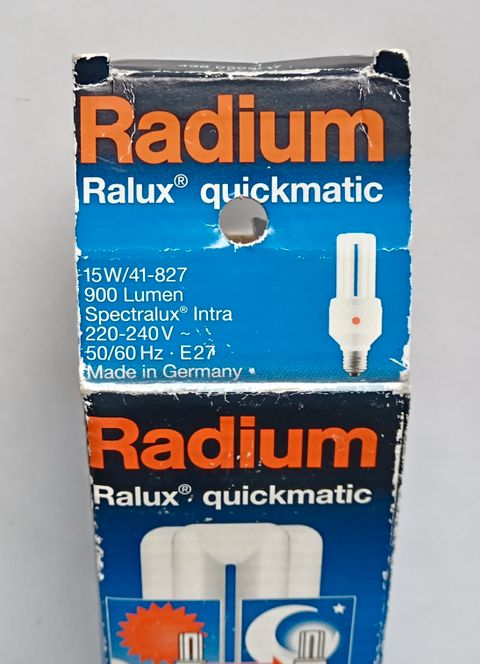 Radium
Ralux® quickmatic
15W/41-827
900 Lumen
Spectralux® Intra
220-240V ~
50/60 Hz · E27
Made in Germany
Radium
Ralux® quickmatic